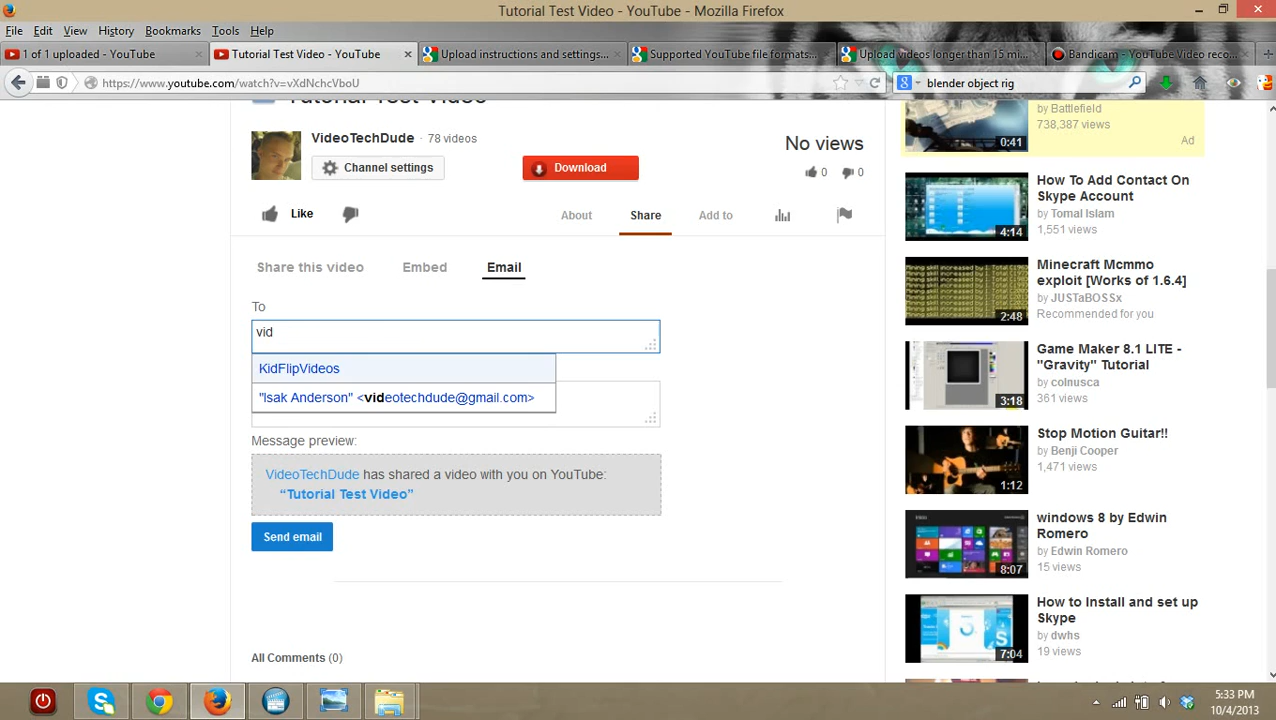 Tutorial Test Video - YouTube - Mozilla Firefox
File Edit View History Bookmarks Tools Help
1 of 1 uploaded - YouTube
Tutorial Test Video - YouTube
Upload instructions and settings...
Supported YouTube file formats...
Upload videos longer than 15 mi...
Bandicam - YouTube Video reco...
https://www.youtube.com/watch?v=vXdNchcVboU
blender object rig
Tutorial Test Video
VideoTechDude · 78 videos
Channel settings
Download
No views
0 0
Like
About Share Add to
Share this video Embed Email
To
vid
KidFlipVideos
"Isak Anderson" <videotechdude@gmail.com>
Message preview:
VideoTechDude has shared a video with you on YouTube:
“Tutorial Test Video”
All Comments (0)
by Battlefield
738,387 views
Ad
0:41
How To Add Contact On
Skype Account
by Tomal Islam
1,551 views
4:14
Minecraft Mcmmo
exploit [Works of 1.6.4]
by JUSTaBOSSx
Recommended for you
2:48
Game Maker 8.1 LITE -
"Gravity" Tutorial
by colnusca
361 views
3:18
Stop Motion Guitar!!
by Benji Cooper
1,471 views
1:12
windows 8 by Edwin
Romero
by Edwin Romero
15 views
8:07
How to Install and set up
Skype
by dwhs
19 views
7:04
5:33 PM
10/4/2013